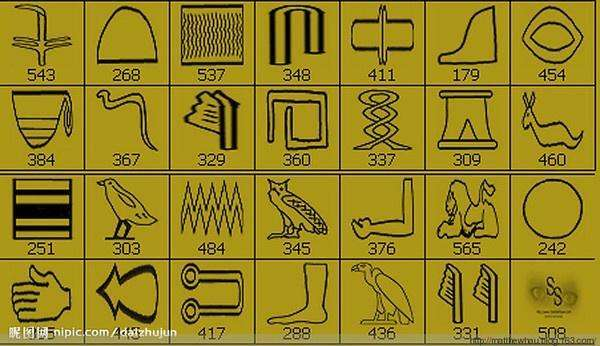 543 268 537 348 411 179 454
384 367 329 360 337 309 460
251 303 484 345 376 565 242
417 288 436 331 508
昵图网 nipic.com/daizhujun